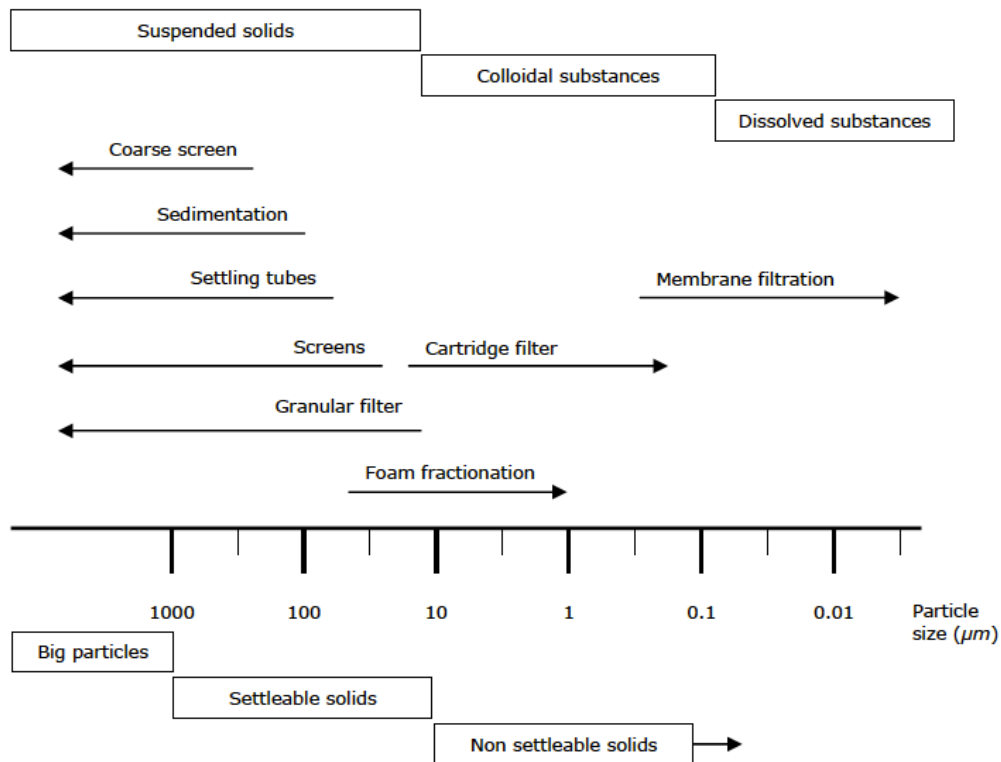 Suspended solids
Colloidal substances
Dissolved substances
Coarse screen
Sedimentation
Settling tubes
Membrane filtration
Screens
Cartridge filter
Granular filter
Foam fractionation
1000 100 10 1 0.1 0.01 Particle
size (μm)
Big particles
Settleable solids
Non settleable solids